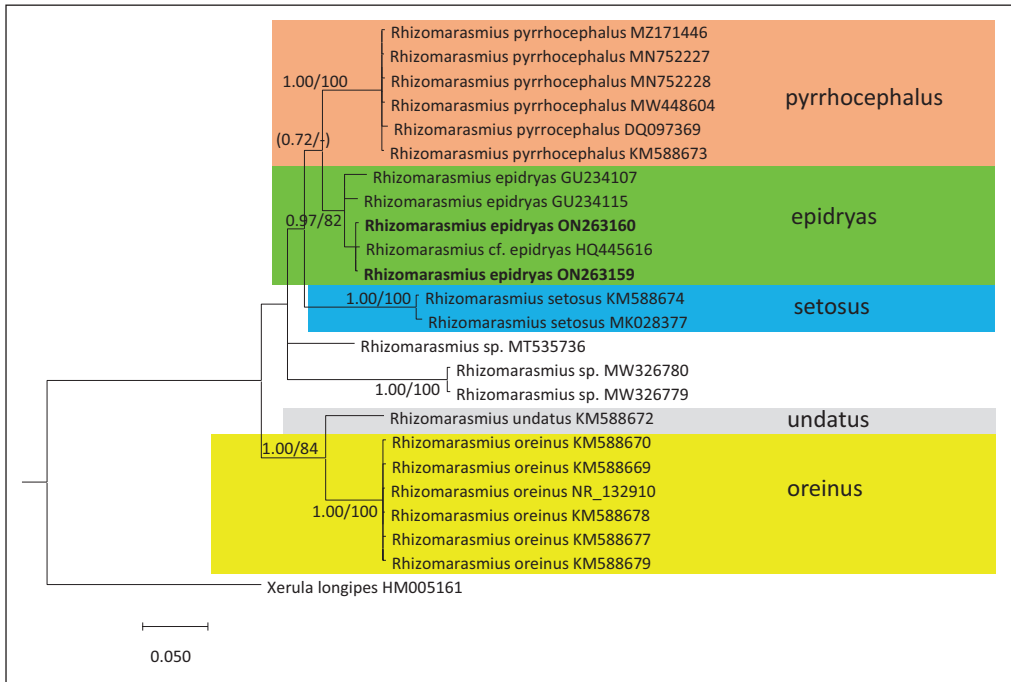 Rhizomarasmius pyrrhocephalus MZ171446
Rhizomarasmius pyrrhocephalus MN752227
1.00/100
Rhizomarasmius pyrrhocephalus MN752228
pyrrhocephalus
Rhizomarasmius pyrrhocephalus MW448604
(0.72/-)
Rhizomarasmius pyrrocephalus DQ097369
Rhizomarasmius pyrrhocephalus KM588673
Rhizomarasmius epidryas GU234107
Rhizomarasmius epidryas GU234115
0.97/82
epidryas
Rhizomarasmius epidryas ON263160
Rhizomarasmius cf. epidryas HQ445616
Rhizomarasmius epidryas ON263159
1.00/100
Rhizomarasmius setosus KM588674
setosus
Rhizomarasmius setosus MK028377
Rhizomarasmius sp. MT535736
Rhizomarasmius sp. MW326780
1.00/100
Rhizomarasmius sp. MW326779
Rhizomarasmius undatus KM588672
undatus
1.00/84
Rhizomarasmius oreinus KM588670
Rhizomarasmius oreinus KM588669
Rhizomarasmius oreinus NR_132910
oreinus
1.00/100
Rhizomarasmius oreinus KM588678
Rhizomarasmius oreinus KM588677
Rhizomarasmius oreinus KM588679
Xerula longipes HM005161
0.050